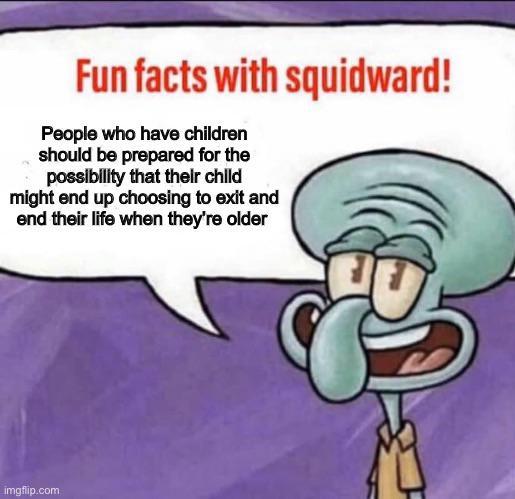 Fun facts with squidward!
People who have children
should be prepared for the
possibility that their child
might end up choosing to exit and
end their life when they're older
imgflip.com